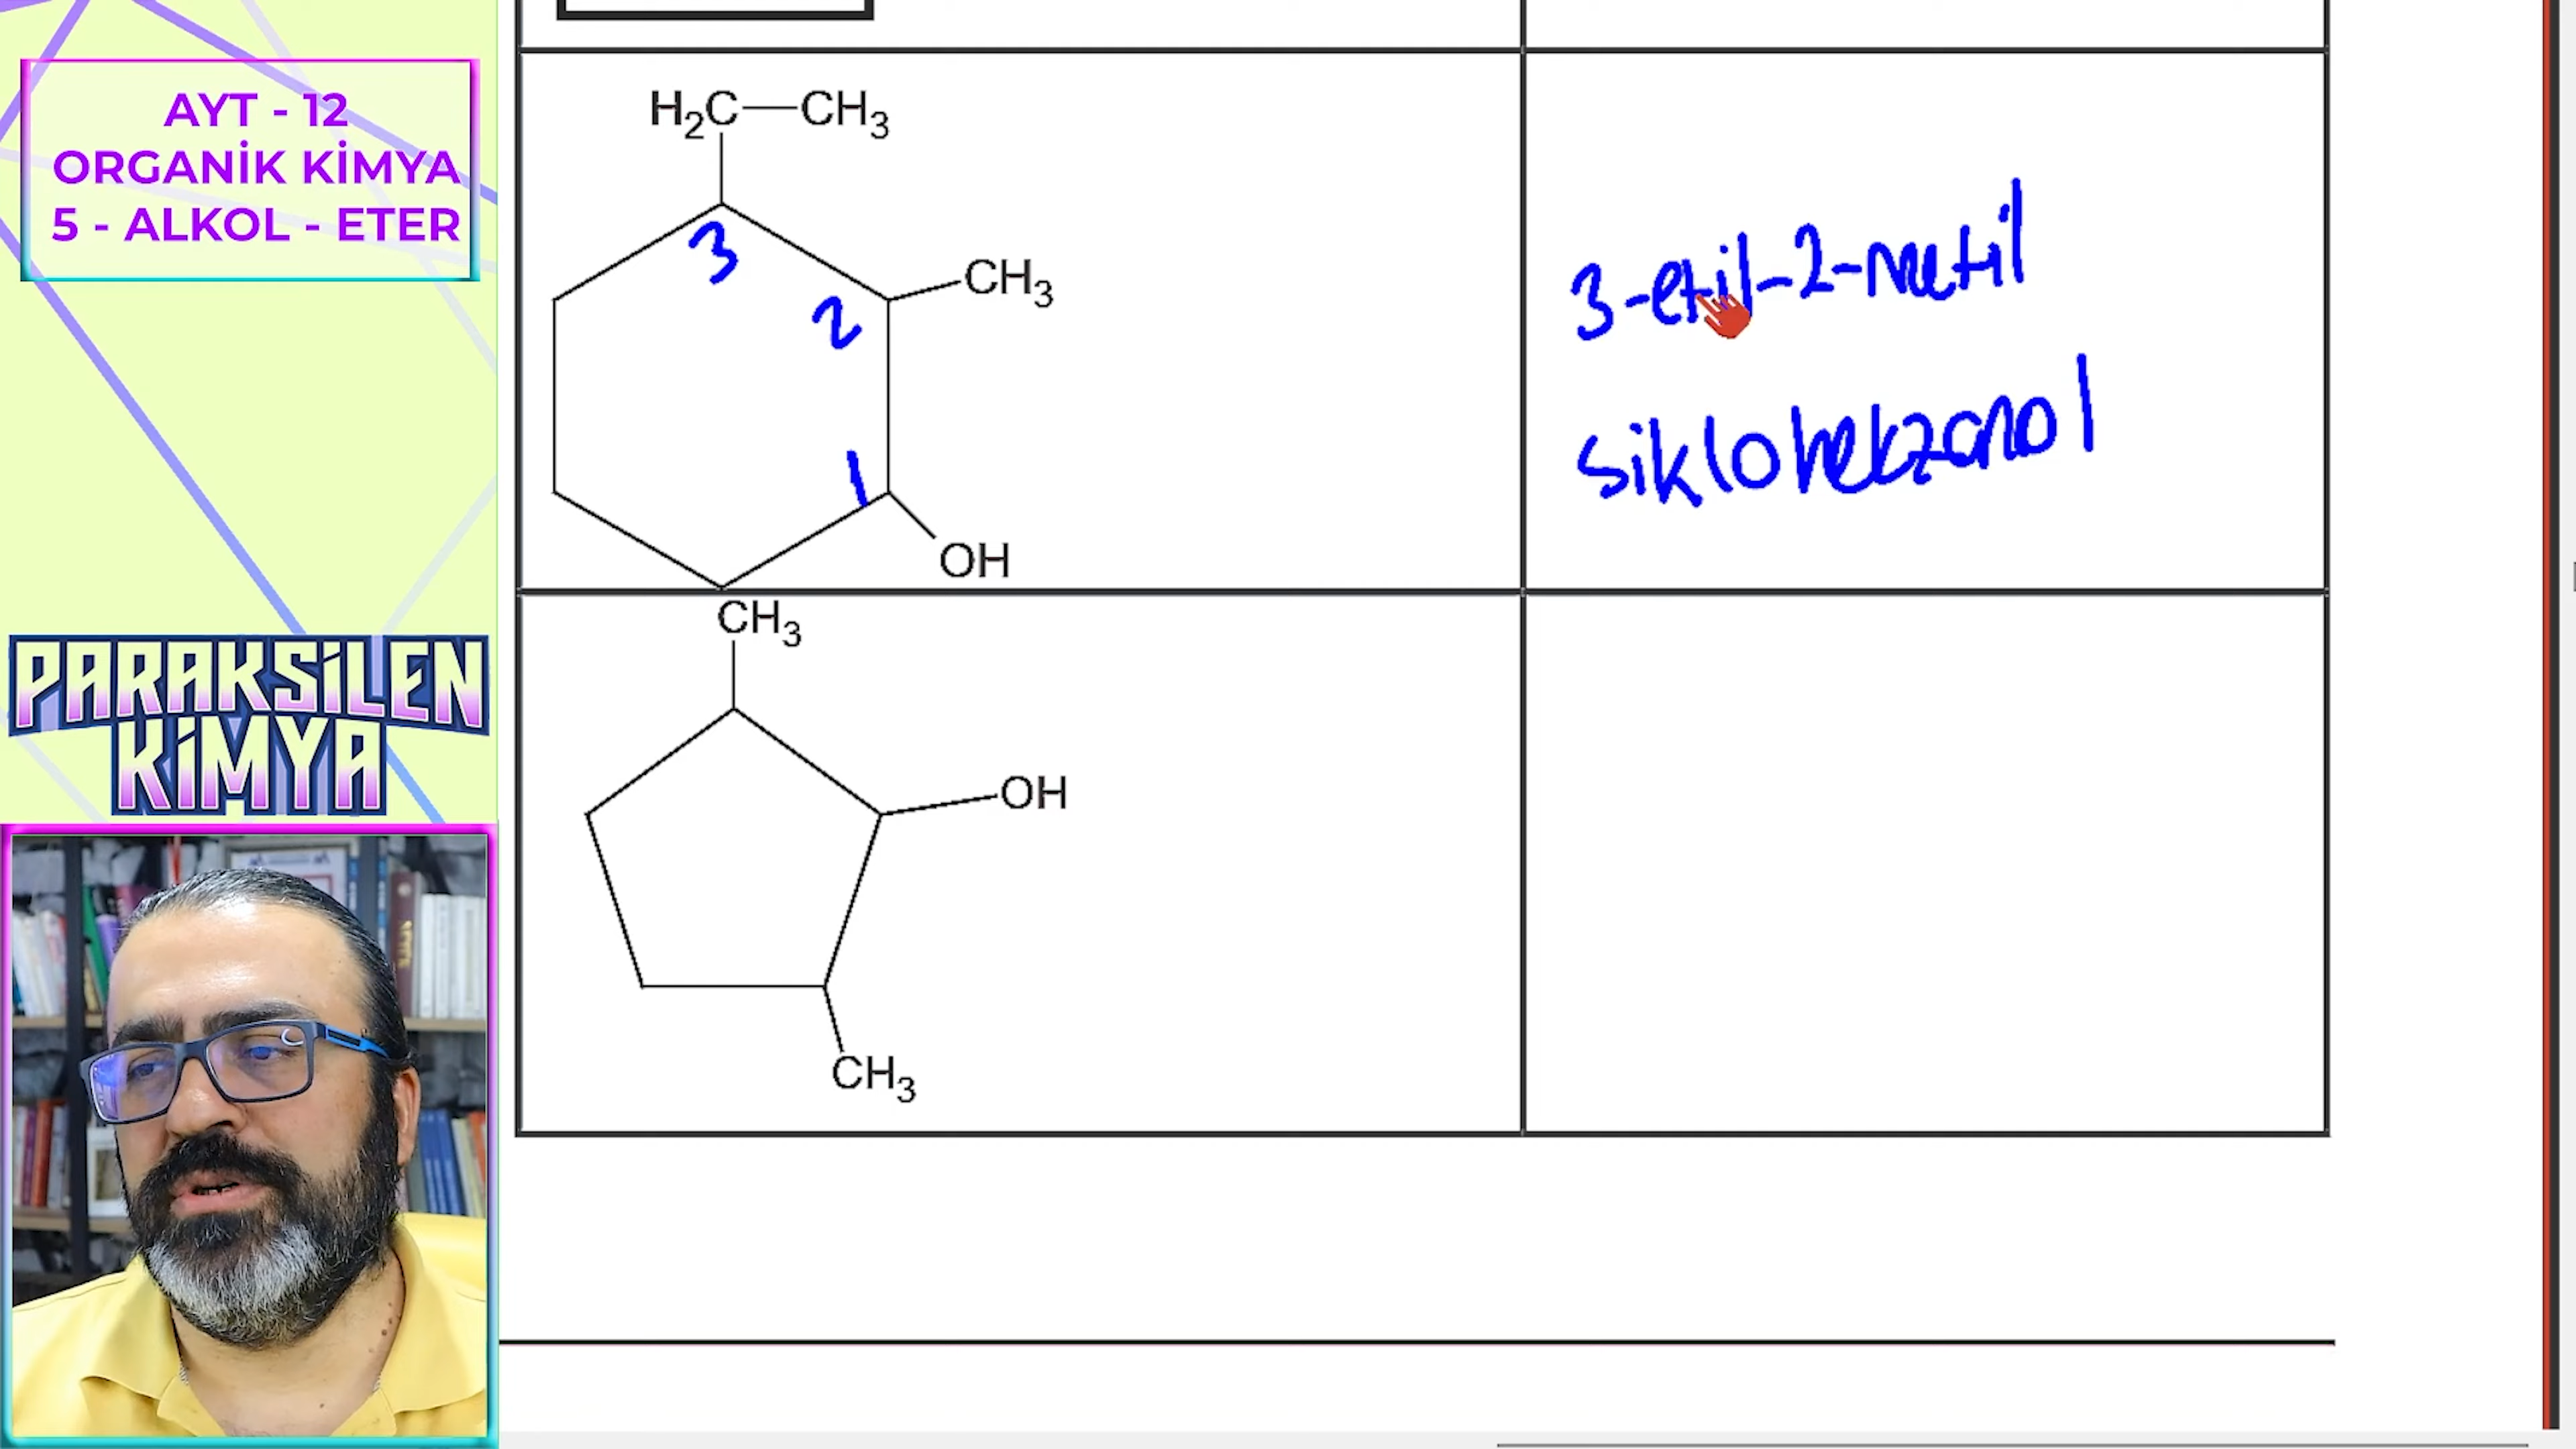 AYT - 12
ORGANİK KİMYA
5 - ALKOL - ETER
PARAKSİLEN
KİMYA
H₂C—CH₃
3
CH₃
2
1
OH
3-etil-2-metil
siklohekzanol
CH₃
OH
CH₃